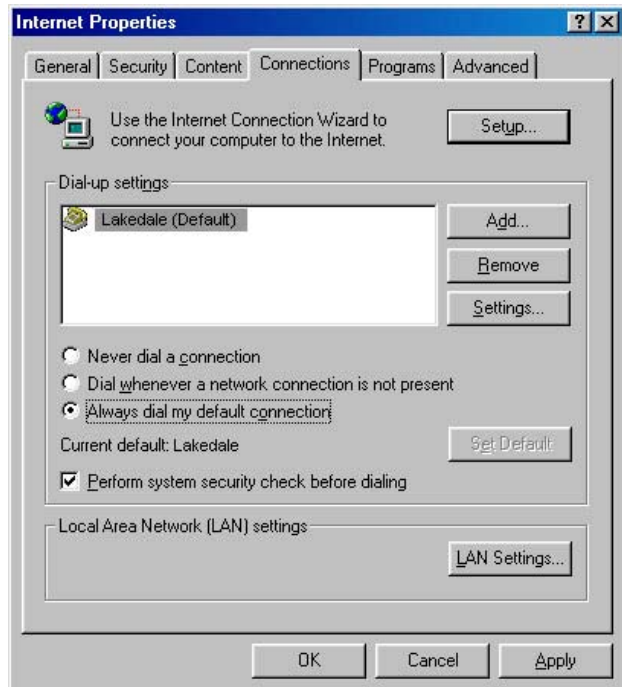 Internet Properties
? ×
General Security Content Connections Programs Advanced
Use the Internet Connection Wizard to
connect your computer to the Internet.
Setup...
Dial-up settings
Lakedale (Default)
Add...
Remove
Settings...
Never dial a connection
Dial whenever a network connection is not present
Always dial my default connection
Current default: Lakedale
Set Default
Perform system security check before dialing
Local Area Network (LAN) settings
LAN Settings...
OK Cancel Apply